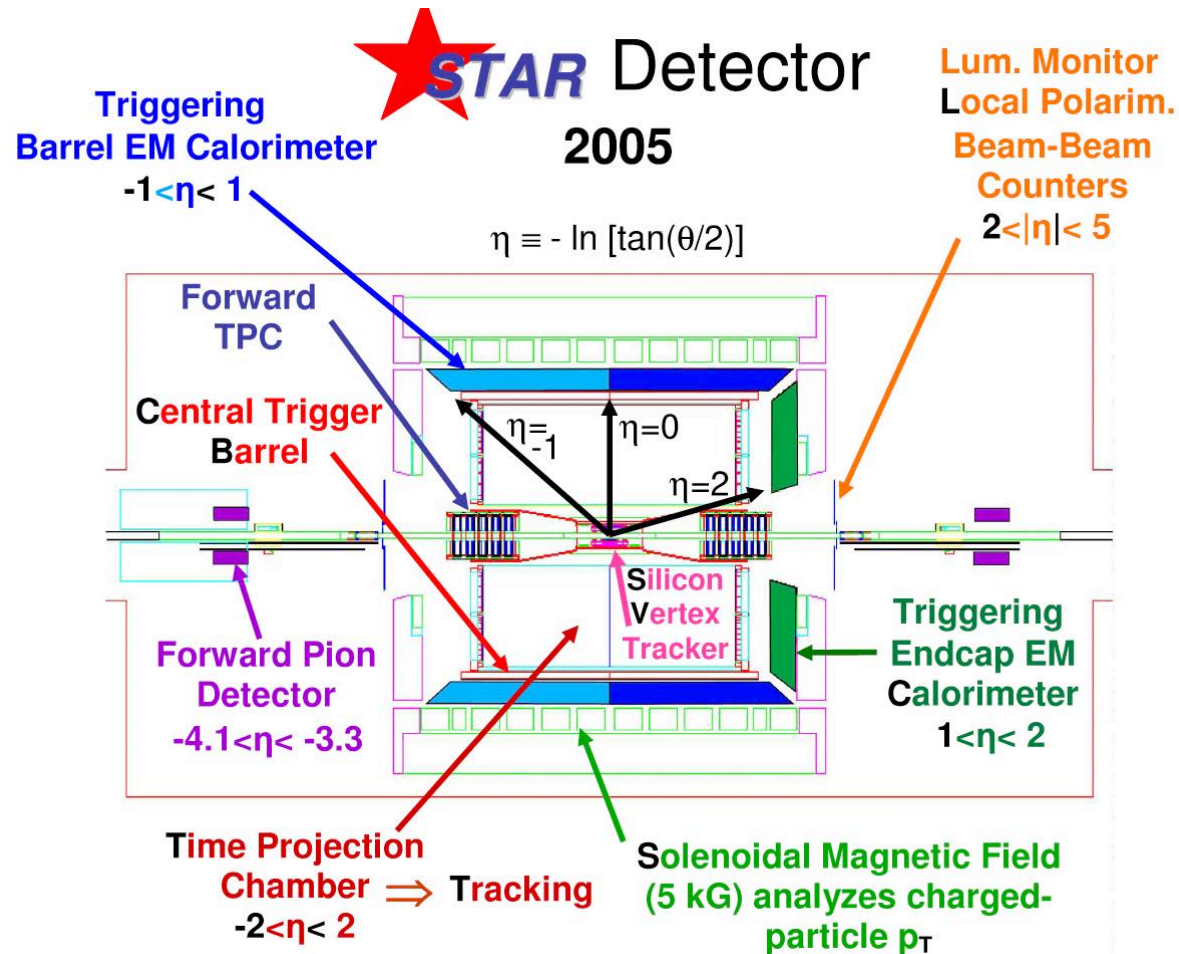 STAR Detector
2005
Triggering
Barrel EM Calorimeter
-1<η< 1
Lum. Monitor
Local Polarim.
Beam-Beam
Counters
2<|η|< 5
η ≡ - ln [tan(θ/2)]
Forward
TPC
Central Trigger
Barrel
η=
-1
η=0
η=2
Silicon
Vertex
Tracker
Forward Pion
Detector
-4.1<η< -3.3
Triggering
Endcap EM
Calorimeter
1<η< 2
Time Projection
Chamber ⇒ Tracking
-2<η< 2
Solenoidal Magnetic Field
(5 kG) analyzes charged-
particle pT